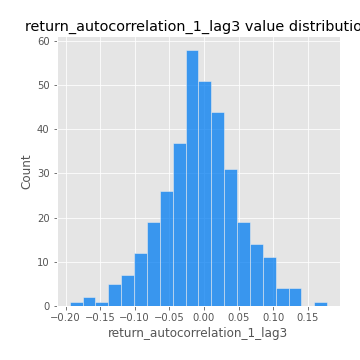 return_autocorrelation_1_lag3 value distributio
60
50
40
30
20
10
0
Count
−0.20 −0.15 −0.10 −0.05 0.00 0.05 0.10 0.15
return_autocorrelation_1_lag3